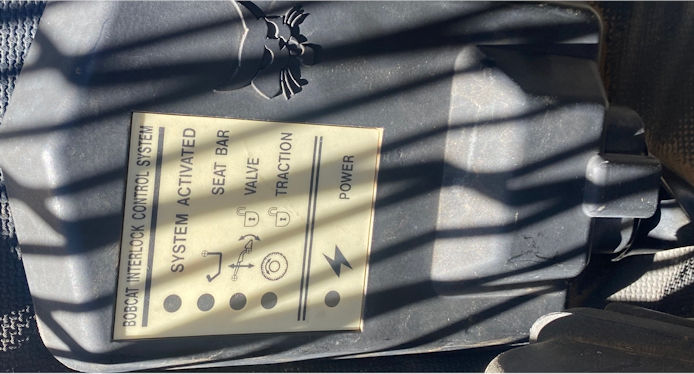 BOBCAT INTERLOCK CONTROL SYSTEM
SYSTEM ACTIVATED
SEAT BAR
VALVE
TRACTION
POWER